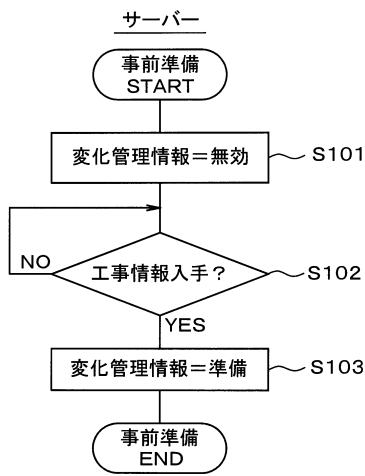 サーバー
事前準備
START
変化管理情報＝無効
S101
工事情報入手？
S102
NO
YES
変化管理情報＝準備
S103
事前準備
END